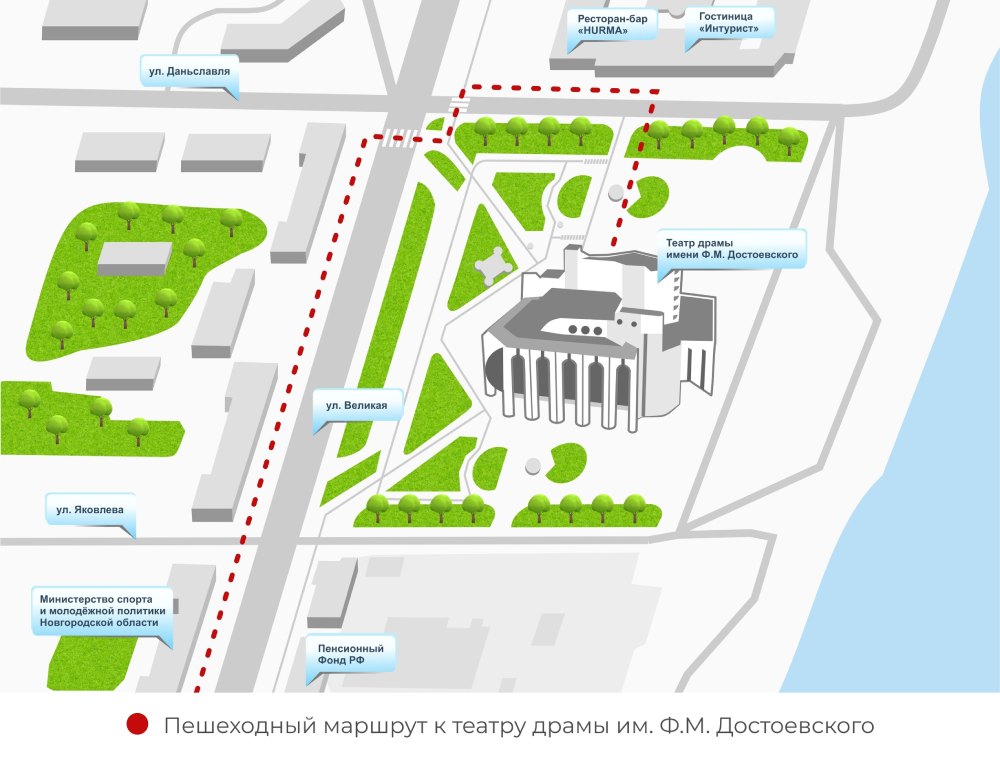 Ресторан-бар
«HURMA»
Гостиница
«Интурист»
ул. Даньславля
Театр драмы
имени Ф.М. Достоевского
ул. Великая
ул. Яковлева
Министерство спорта
и молодёжной политики
Новгородской области
Пенсионный
Фонд РФ
Пешеходный маршрут к театру драмы им. Ф.М. Достоевского